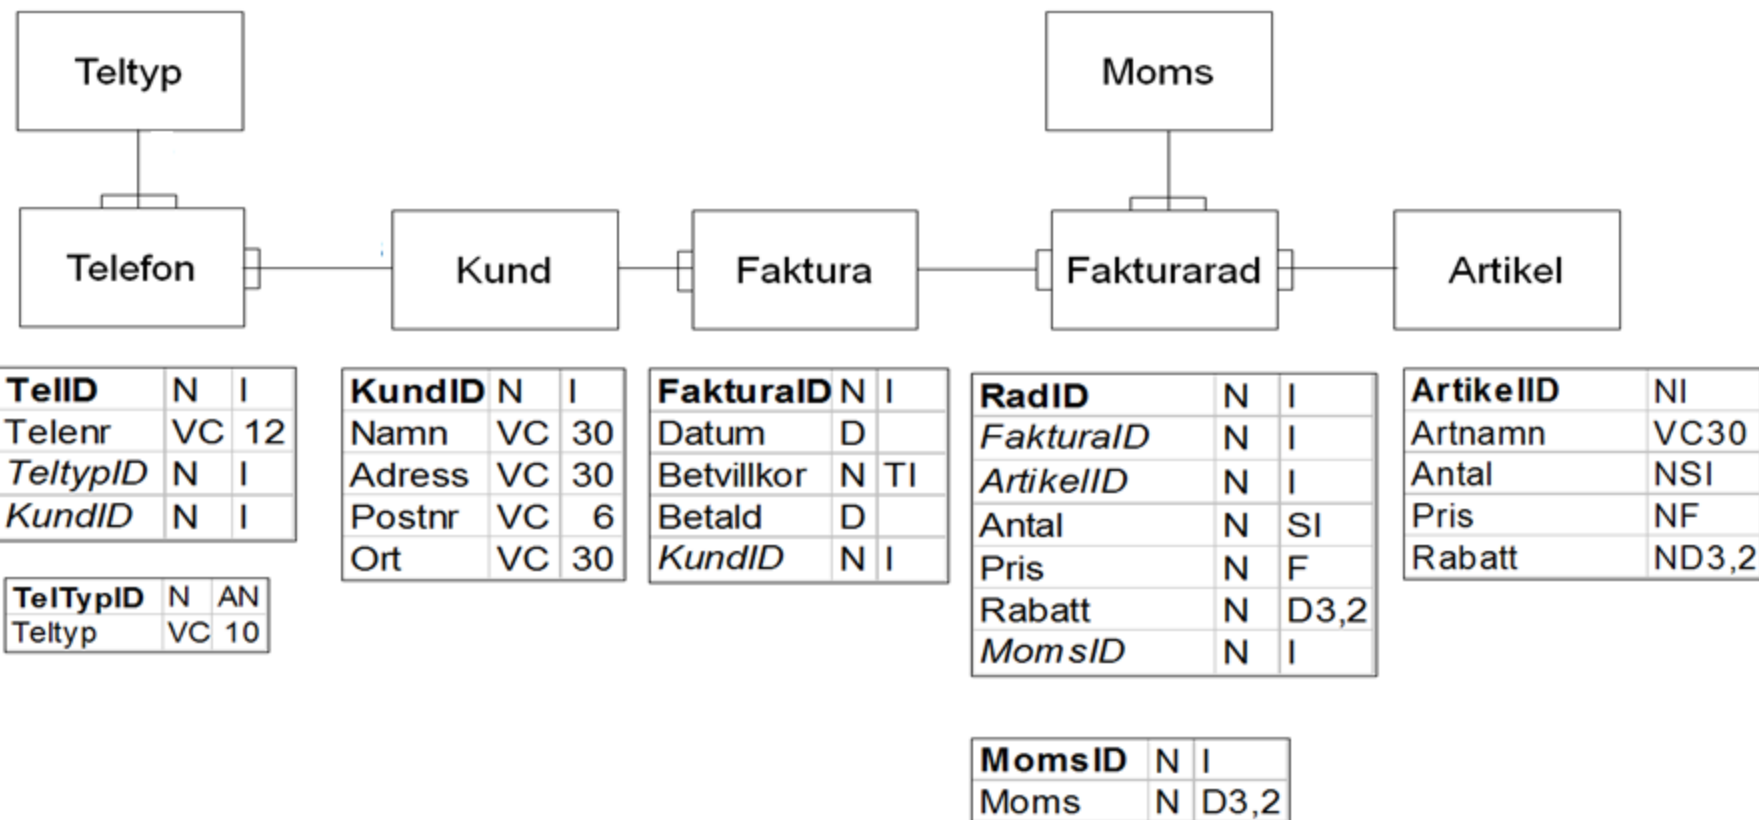 Teltyp
Moms
Telefon
Kund
Faktura
Fakturarad
Artikel
TelID N I
Telenr VC 12
TeltypID N I
KundID N I
TelTypID N AN
Teltyp VC 10
KundID N I
Namn VC 30
Adress VC 30
Postnr VC 6
Ort VC 30
FakturaID N I
Datum D
Betvillkor N TI
Betald D
KundID N I
RadID N I
FakturaID N I
ArtikelID N I
Antal N SI
Pris N F
Rabatt N D3,2
MomsID N I
MomsID N I
Moms N D3,2
ArtikelID NI
Artnamn VC30
Antal NSI
Pris NF
Rabatt ND3,2